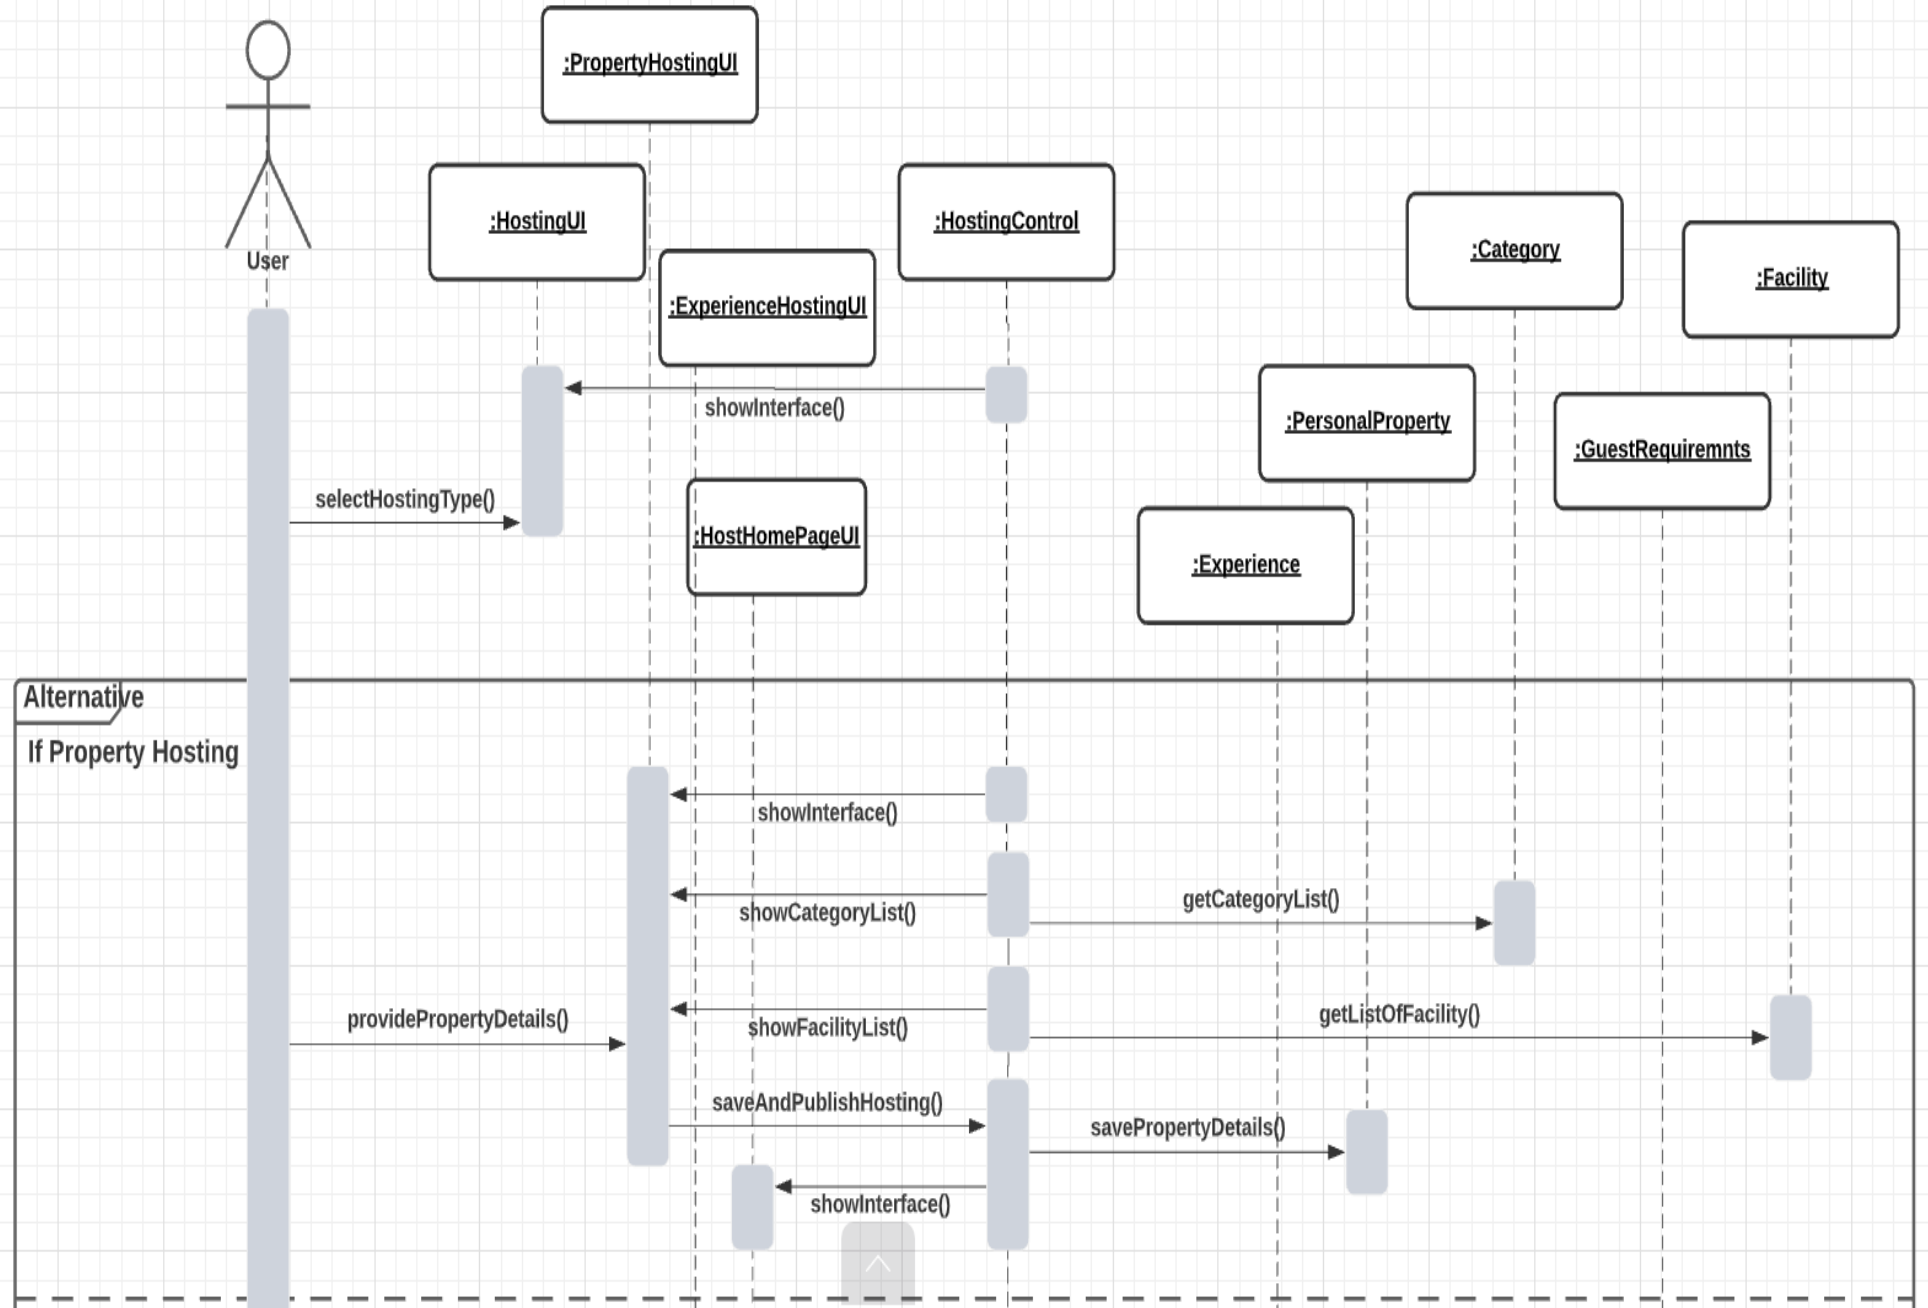 :PropertyHostingUI
:HostingUI
:HostingControl
:Category
User
:Facility
:ExperienceHostingUI
showInterface()
:PersonalProperty
:GuestRequiremnts
selectHostingType()
:HostHomePageUI
:Experience
Alternative
If Property Hosting
showInterface()
getCategoryList()
showCategoryList()
getListOfFacility()
providePropertyDetails()
showFacilityList()
saveAndPublishHosting()
savePropertyDetails()
showInterface()